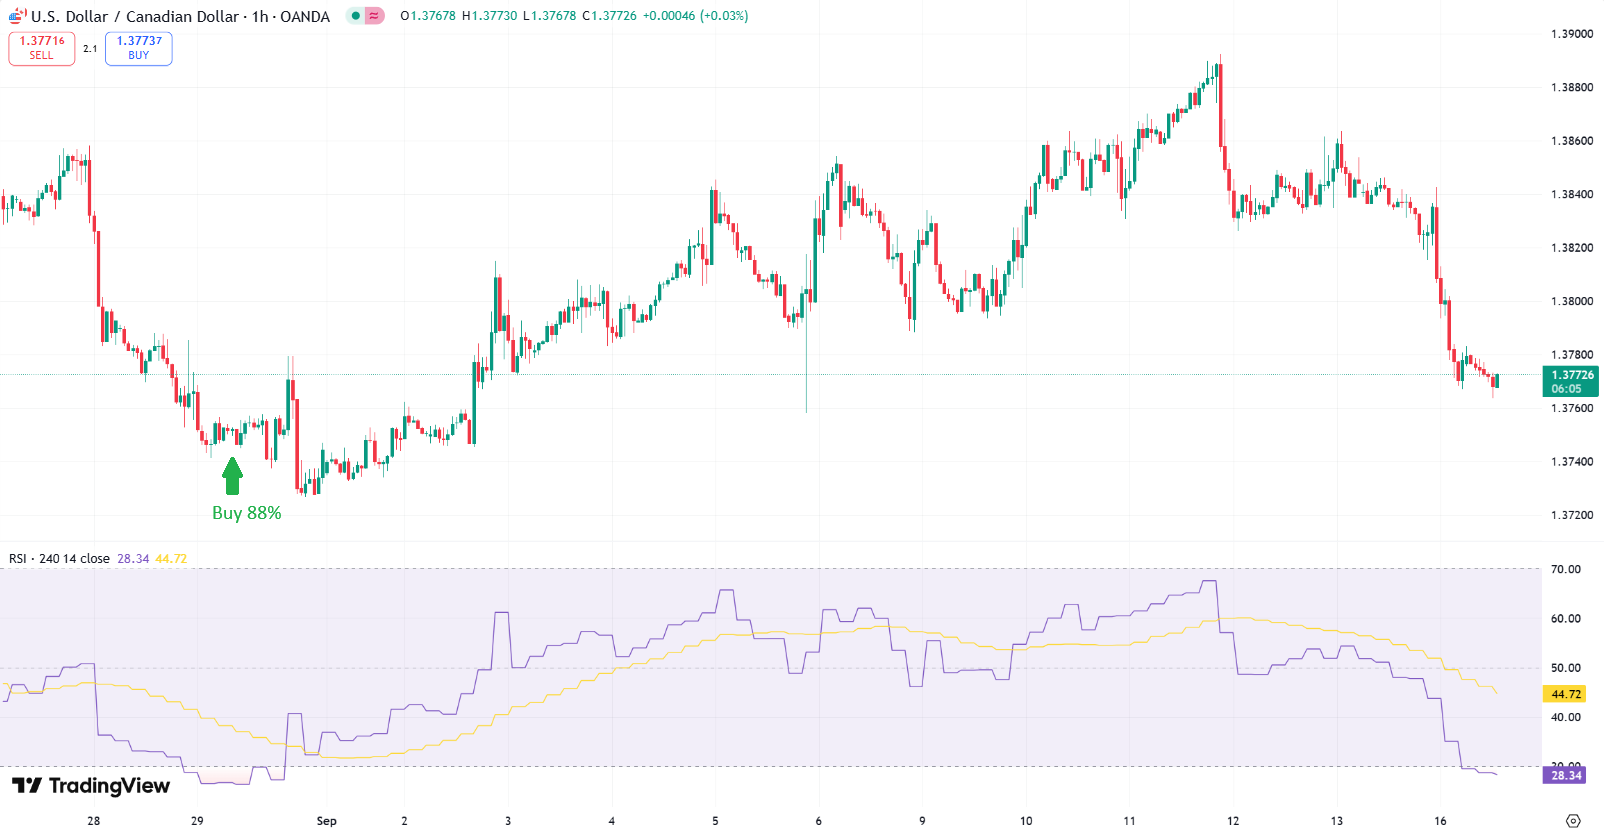 U.S. Dollar / Canadian Dollar · 1h · OANDA
O1.37678 H1.37730 L1.37678 C1.37726 +0.00046 (+0.03%)
1.37716
SELL
2.1
1.37737
BUY
1.39000
1.38800
1.38600
1.38400
1.38200
1.38000
1.37800
1.37726
06:05
1.37600
1.37400
1.37200
Buy 88%
RSI · 240 14 close 28.34 44.72
70.00
60.00
50.00
44.72
40.00
30.00
28.34
TradingView
28 29 Sep 2 3 4 5 6 9 10 11 12 13 16